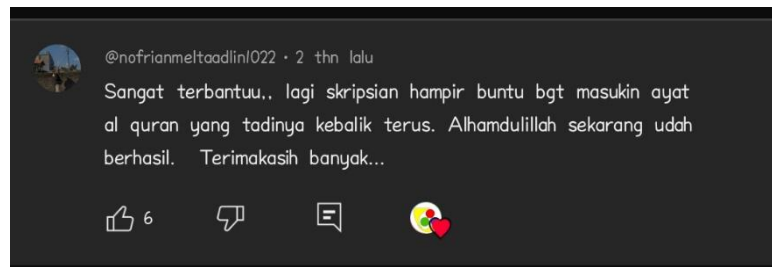 @nofrianmeltaadlin1022 · 2 thn lalu
Sangat terbantuu,, lagi skripsian hampir buntu bgt masukin ayat
al quran yang tadinya kebalik terus. Alhamdulillah sekarang udah
berhasil. Terimakasih banyak...
6